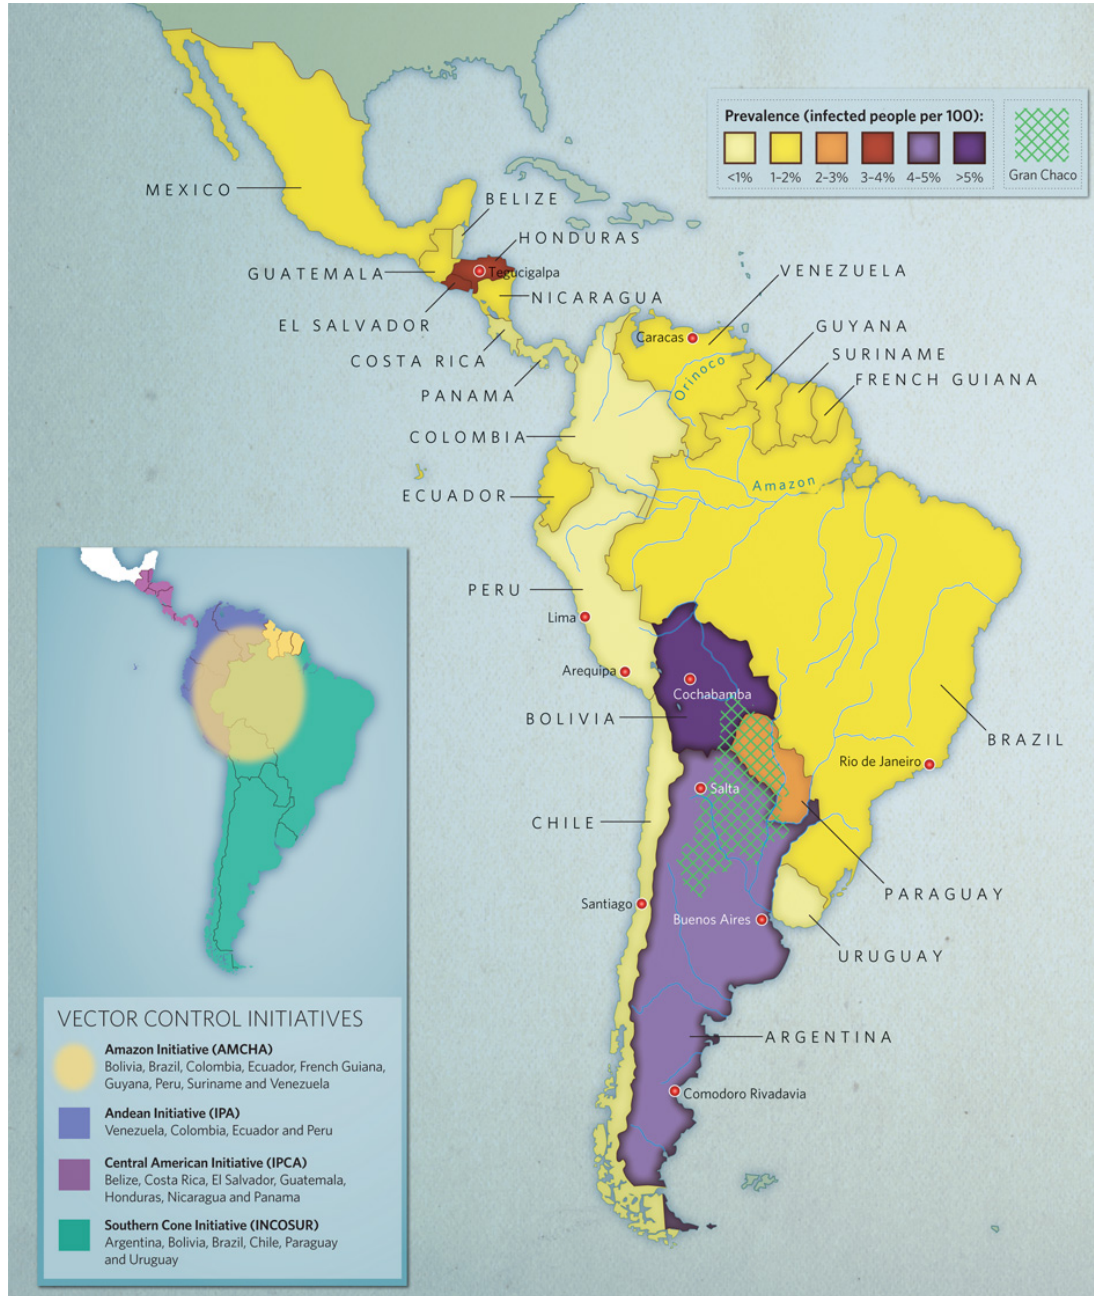 Prevalence (infected people per 100):
<1%
1–2%
2–3%
3–4%
4–5%
>5%
Gran Chaco
MEXICO
BELIZE
HONDURAS
GUATEMALA
Tegucigalpa
VENEZUELA
NICARAGUA
EL SALVADOR
GUYANA
Caracas
COSTA RICA
SURINAME
Orinoco
FRENCH GUIANA
PANAMA
COLOMBIA
Amazon
ECUADOR
PERU
Lima
Arequipa
Cochabamba
BOLIVIA
BRAZIL
Rio de Janeiro
Salta
CHILE
PARAGUAY
Santiago
Buenos Aires
URUGUAY
ARGENTINA
Comodoro Rivadavia
VECTOR CONTROL INITIATIVES
Amazon Initiative (AMCHA)
Bolivia, Brazil, Colombia, Ecuador, French Guiana,
Guyana, Peru, Suriname and Venezuela
Andean Initiative (IPA)
Venezuela, Colombia, Ecuador and Peru
Central American Initiative (IPCA)
Belize, Costa Rica, El Salvador, Guatemala,
Honduras, Nicaragua and Panama
Southern Cone Initiative (INCOSUR)
Argentina, Bolivia, Brazil, Chile, Paraguay
and Uruguay